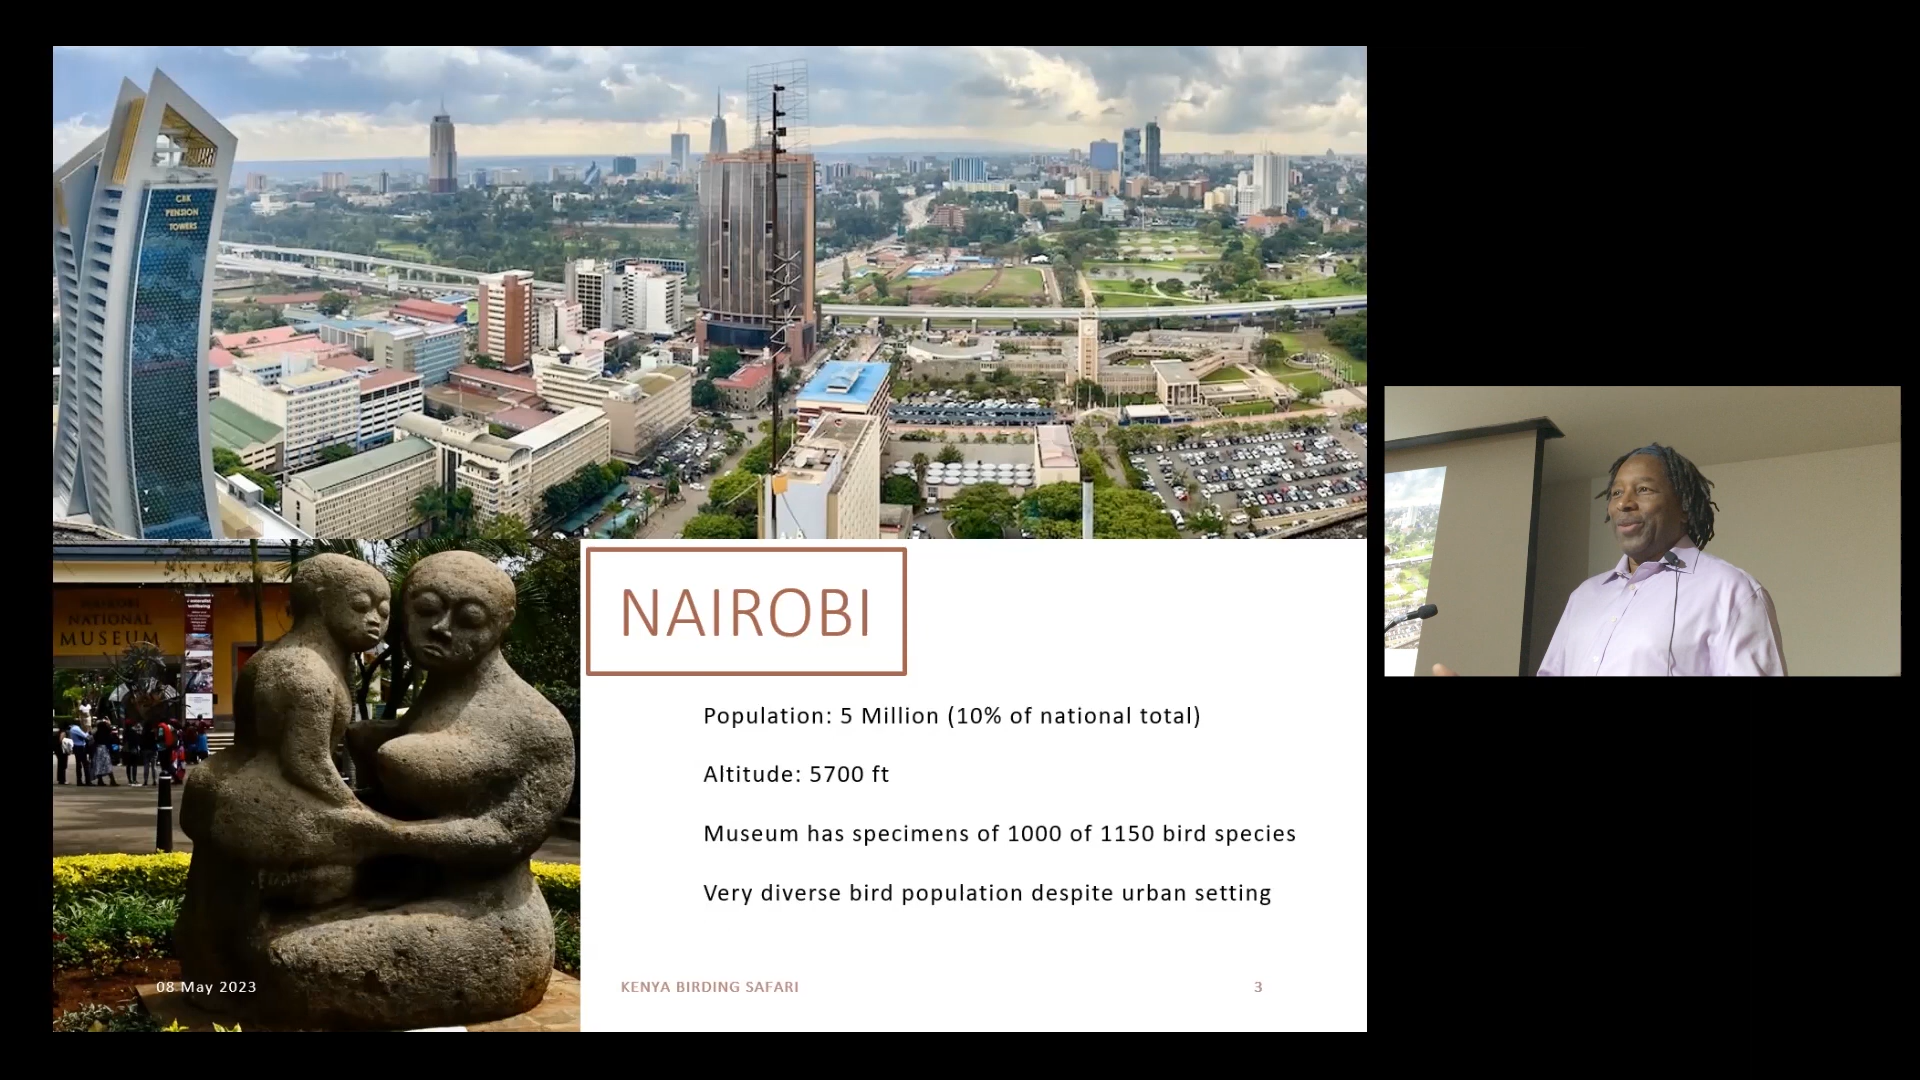 CBK
PENSION
TOWERS
NAIROBI
NATIONAL
MUSEUM
NAIROBI
Population: 5 Million (10% of national total)
Altitude: 5700 ft
Museum has specimens of 1000 of 1150 bird species
Very diverse bird population despite urban setting
08 May 2023
KENYA BIRDING SAFARI
3